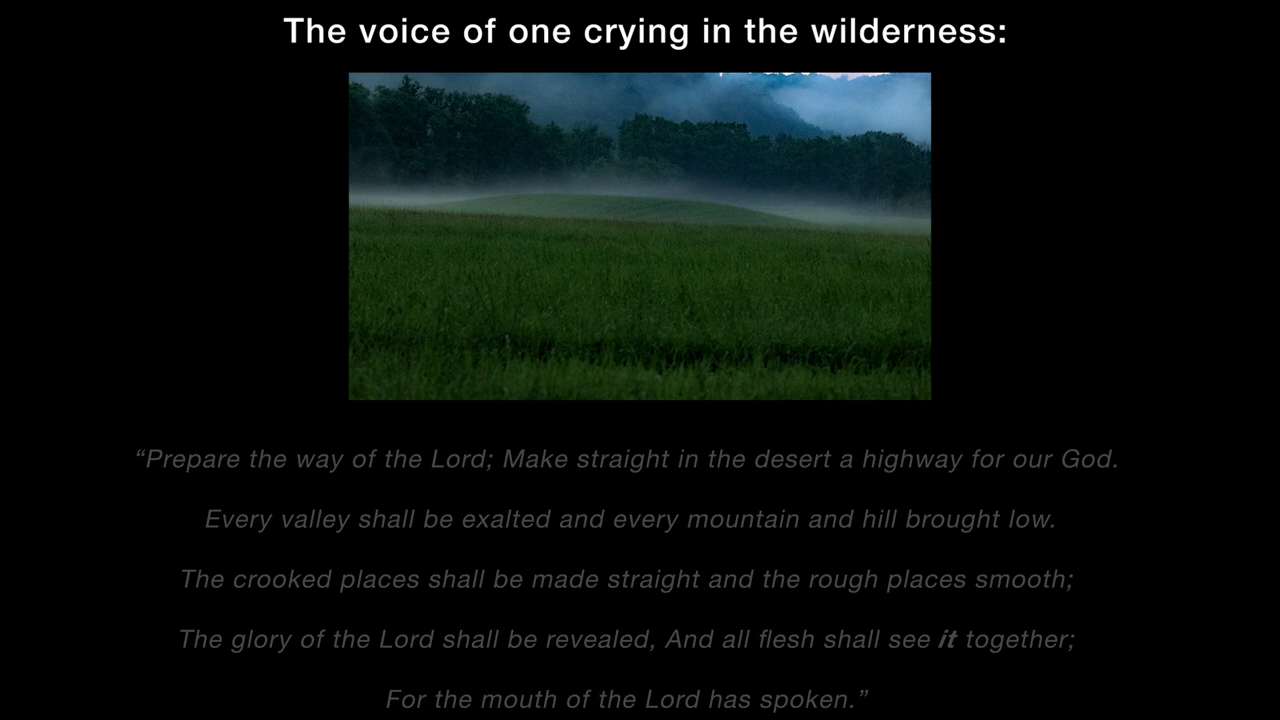 The voice of one crying in the wilderness:
“Prepare the way of the Lord; Make straight in the desert a highway for our God.
Every valley shall be exalted and every mountain and hill brought low.
The crooked places shall be made straight and the rough places smooth;
The glory of the Lord shall be revealed, And all flesh shall see it together;
For the mouth of the Lord has spoken.”